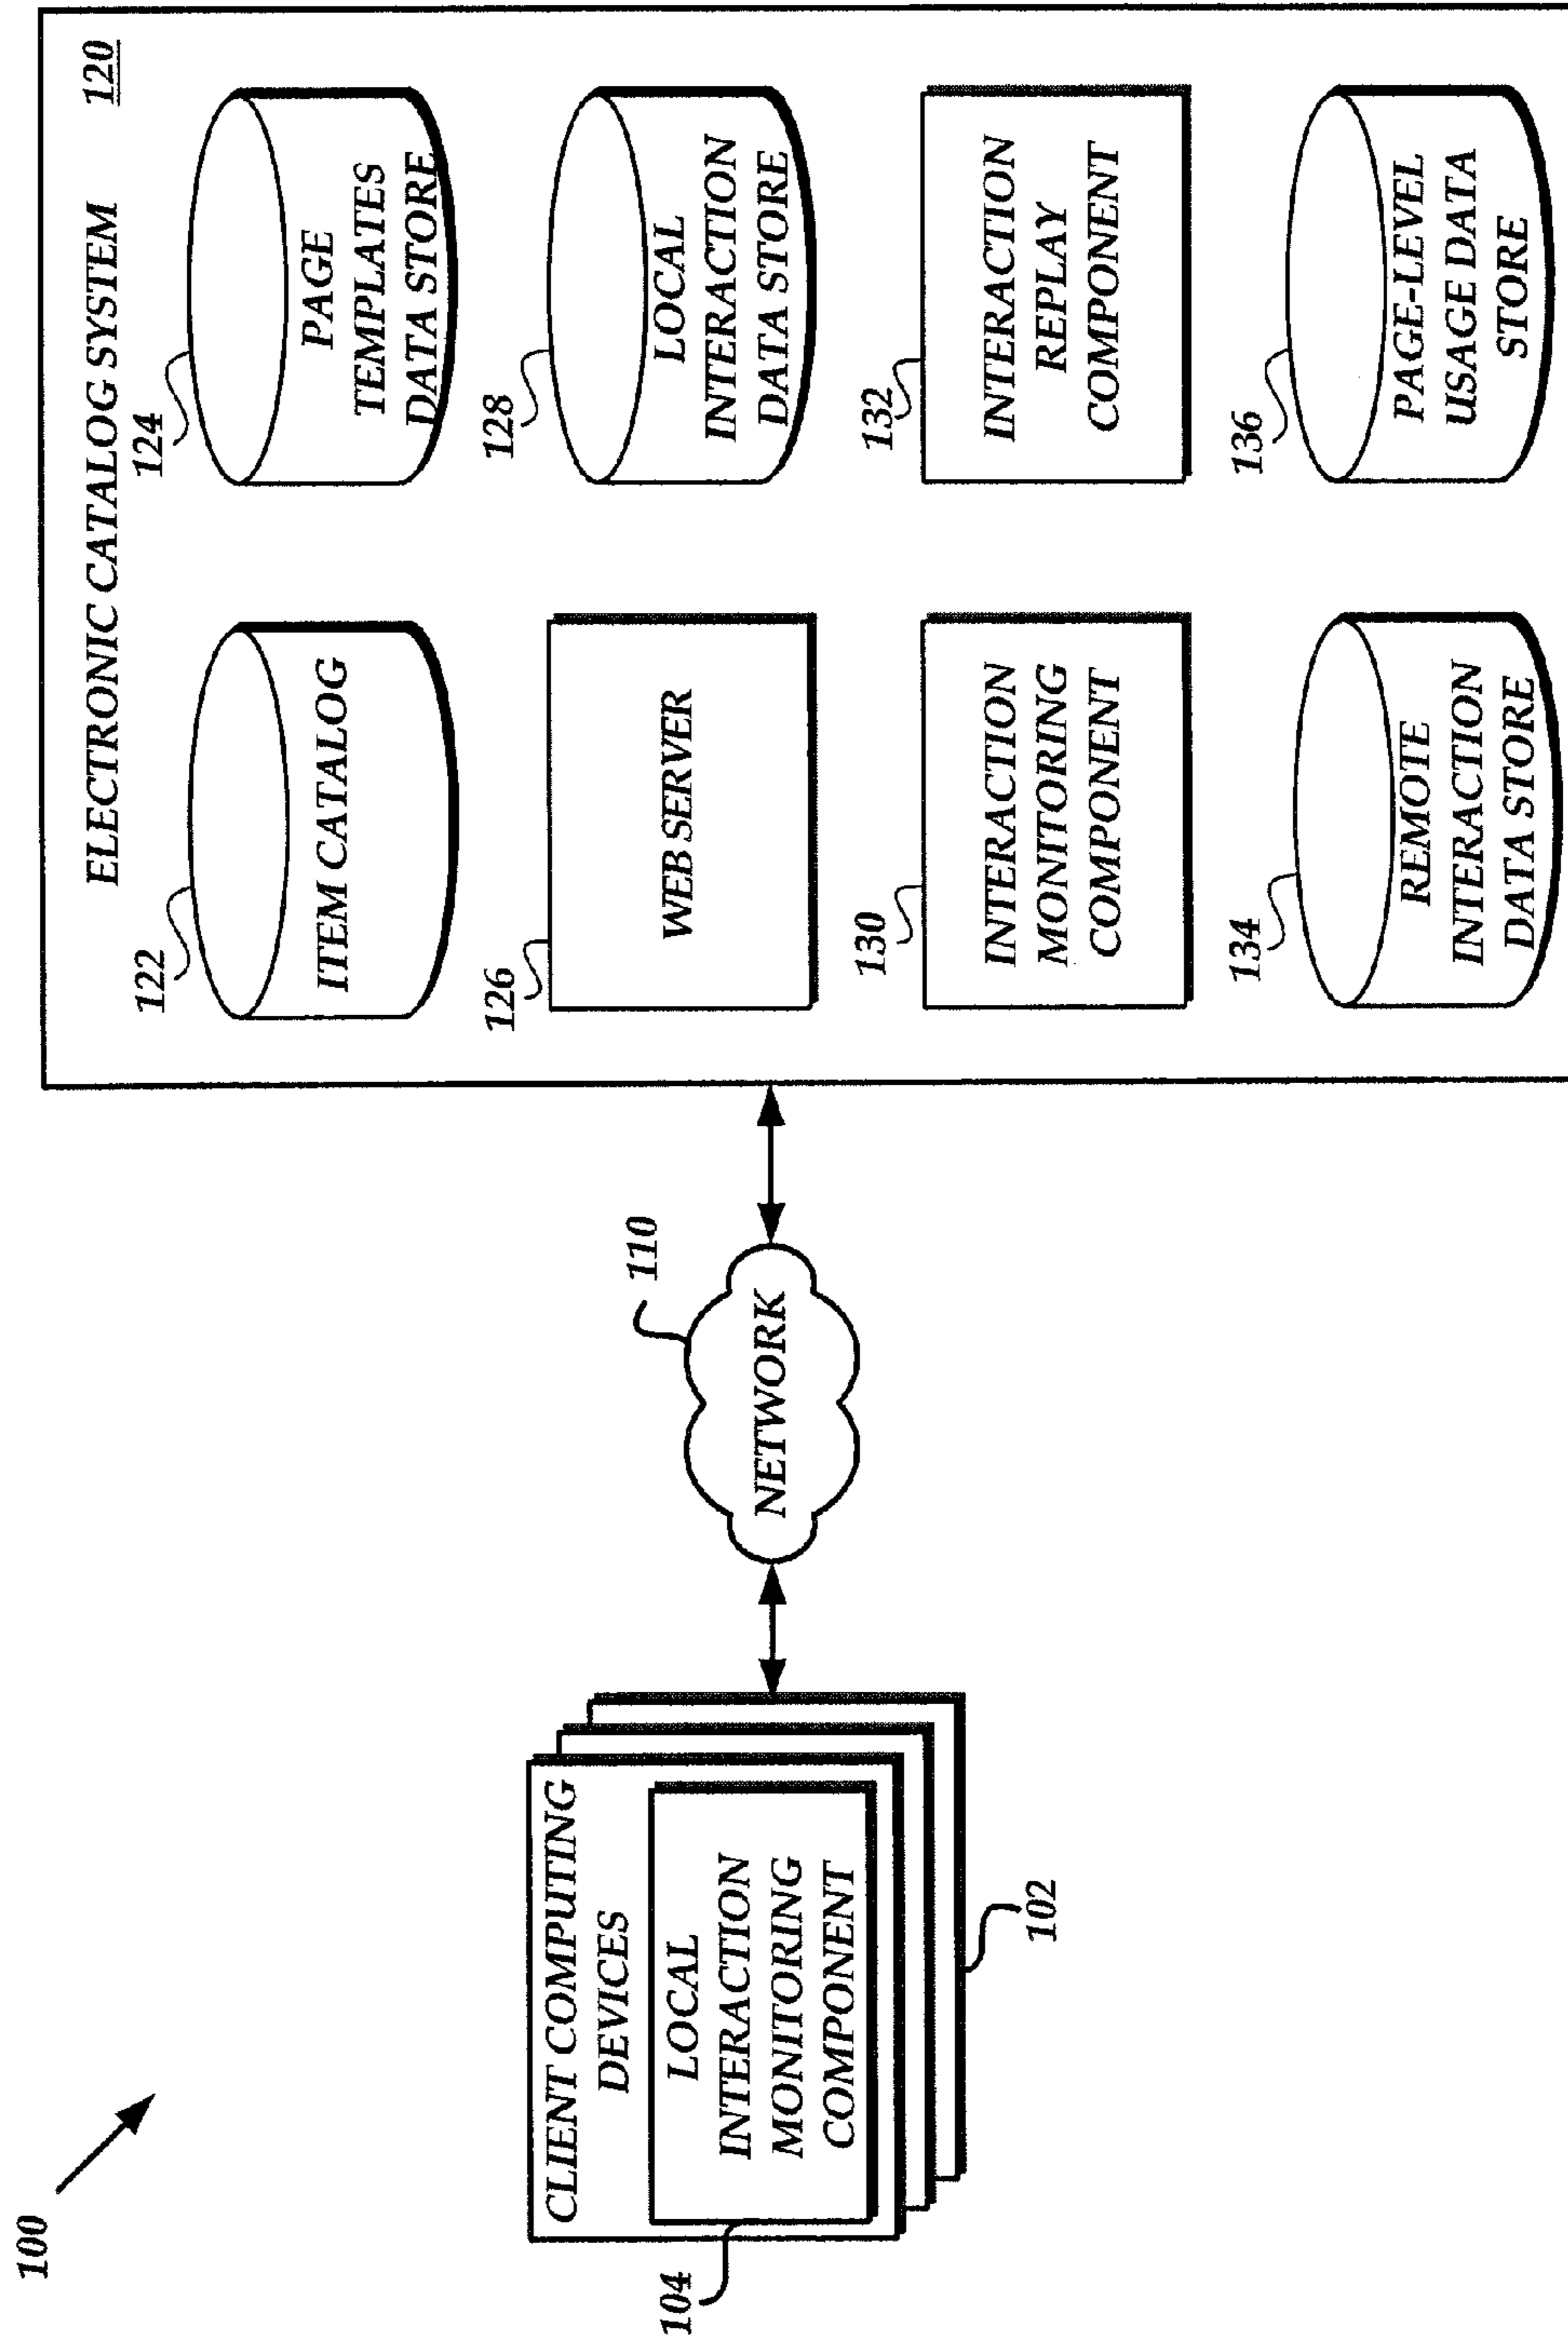 100
CLIENT COMPUTING
DEVICES
LOCAL
INTERACTION
MONITORING
COMPONENT
104
102
110
NETWORK
ELECTRONIC CATALOG SYSTEM
120
122
ITEM CATALOG
124
PAGE
TEMPLATES
DATA STORE
126
WEB SERVER
128
LOCAL
INTERACTION
DATA STORE
130
INTERACTION
MONITORING
COMPONENT
132
INTERACTION
REPLAY
COMPONENT
134
REMOTE
INTERACTION
DATA STORE
136
PAGE-LEVEL
USAGE DATA
STORE